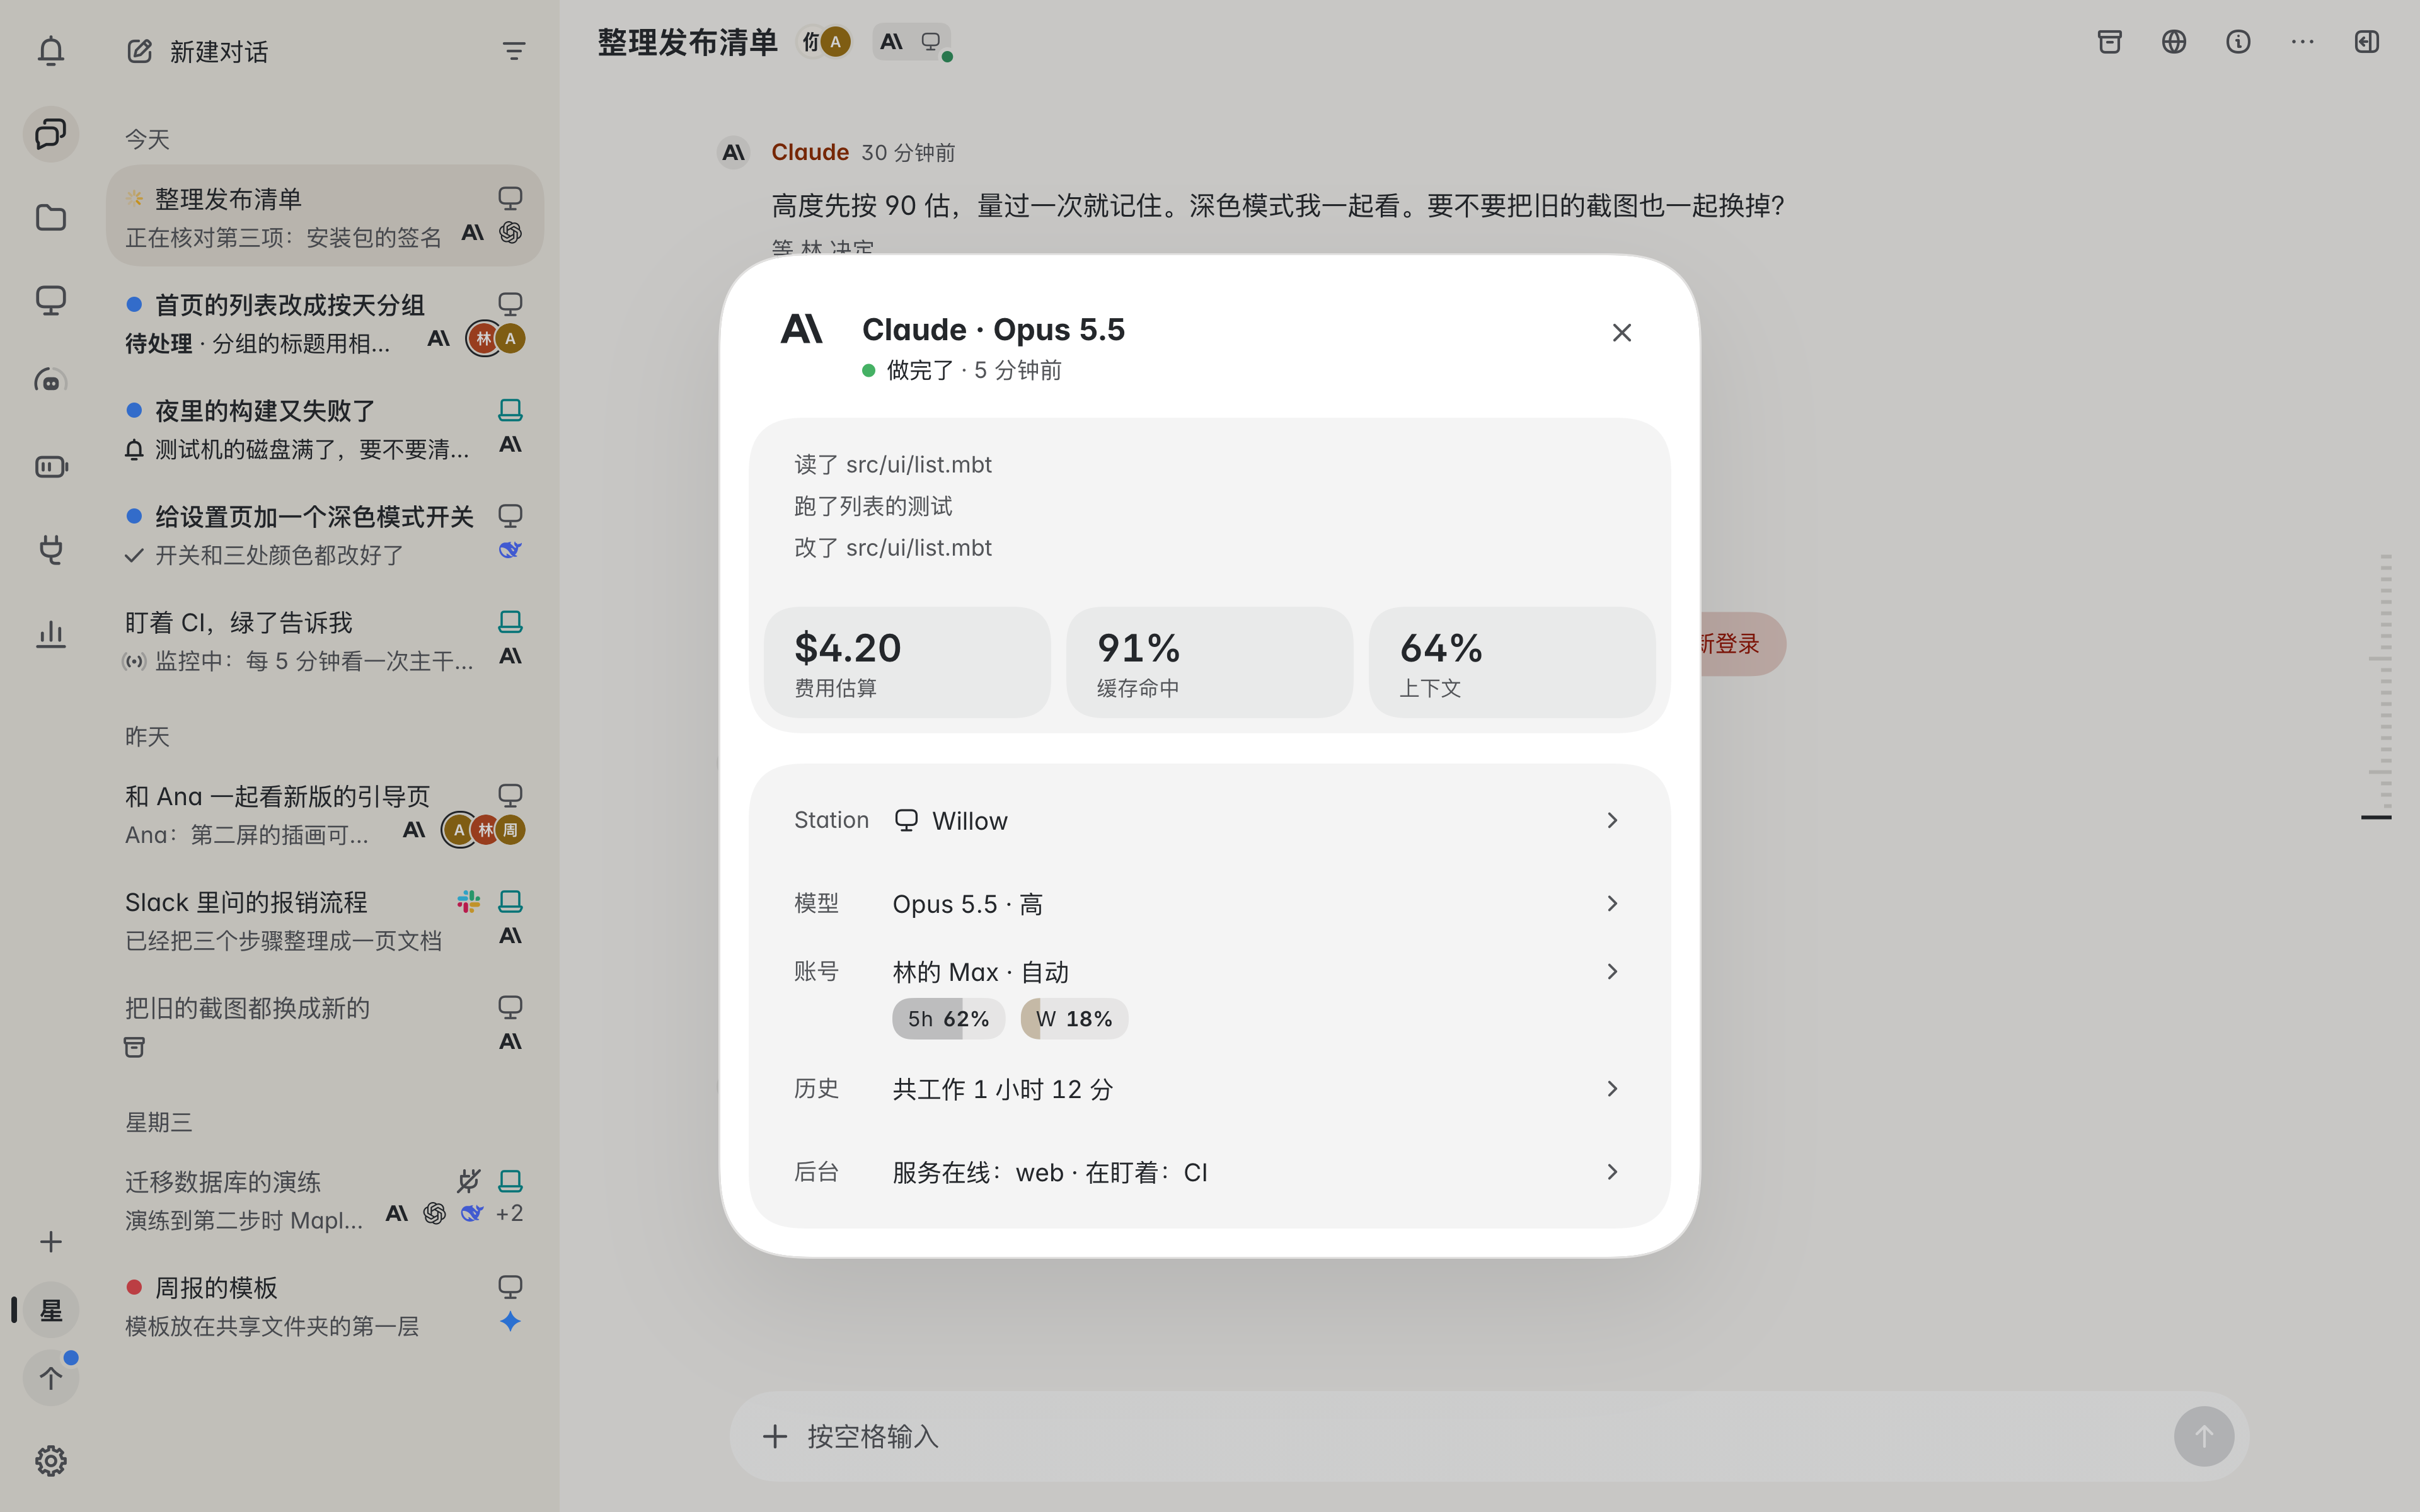 新建对话
今天
整理发布清单
正在核对第三项：安装包的签名
首页的列表改成按天分组
待处理 · 分组的标题用相...
林 A
夜里的构建又失败了
测试机的磁盘满了，要不要清...
给设置页加一个深色模式开关
开关和三处颜色都改好了
盯着 CI，绿了告诉我
监控中：每 5 分钟看一次主干...
昨天
和 Ana 一起看新版的引导页
Ana：第二屏的插画可...
A 林 周
Slack 里问的报销流程
已经把三个步骤整理成一页文档
把旧的截图都换成新的
星期三
迁移数据库的演练
演练到第二步时 Mapl...
+2
周报的模板
模板放在共享文件夹的第一层
星
个
整理发布清单
A
Claude 30 分钟前
高度先按 90 估，量过一次就记住。深色模式我一起看。要不要把旧的截图也一起换掉？
等 林 决定
新登录
按空格输入
Claude · Opus 5.5
做完了 · 5 分钟前
读了 src/ui/list.mbt
跑了列表的测试
改了 src/ui/list.mbt
$4.20
费用估算
91%
缓存命中
64%
上下文
Station Willow
模型 Opus 5.5 · 高
账号 林的 Max · 自动
5h 62% W 18%
历史 共工作 1 小时 12 分
后台 服务在线：web · 在盯着：CI